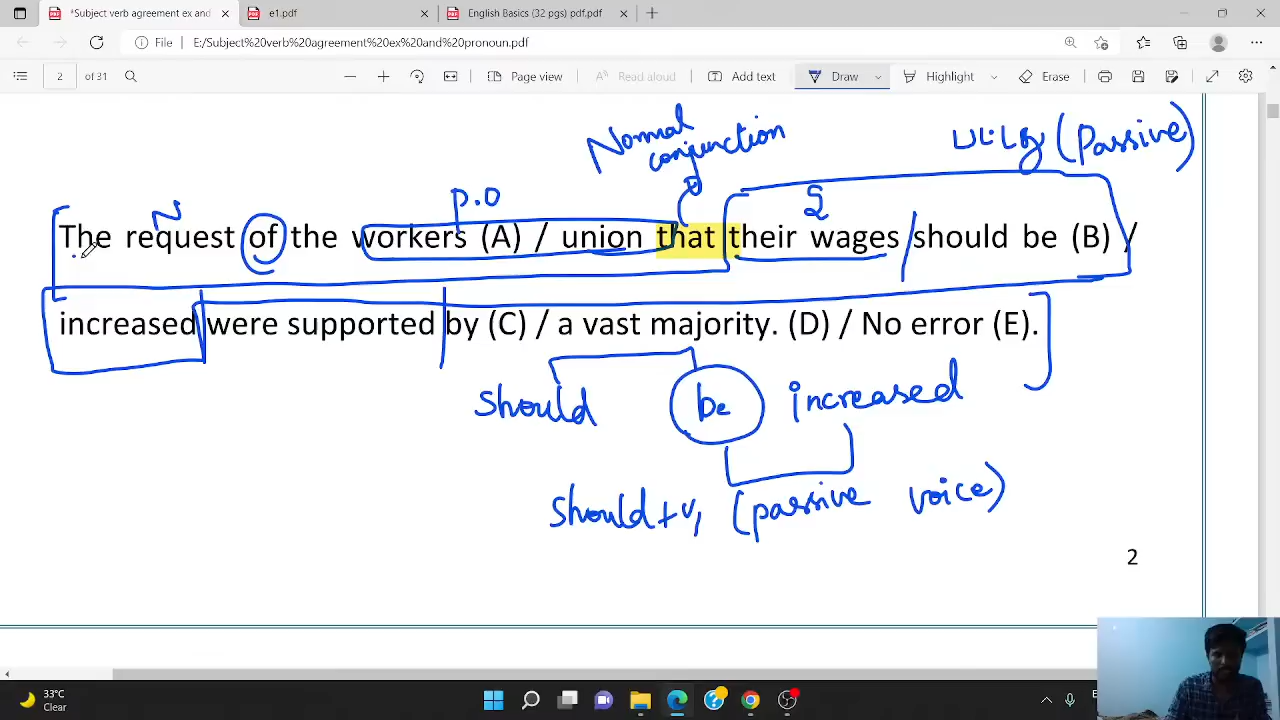 *Subject verb agreement ex and
e1.pdf
English Basics (32 pgs) pdf.pdf
File
E:/Subject%20verb%20agreement%20ex%20and%20pronoun.pdf
2 of 31
Page view
Read aloud
Add text
Draw
Highlight
Erase
Normal
conjunction
(Passive)
N
P.O
S
The request of the workers (A) / union that their wages should be (B) /
increased were supported by (C) / a vast majority. (D) / No error (E).
should be increased
should+V1 (passive voice)
2
33°C
Clear